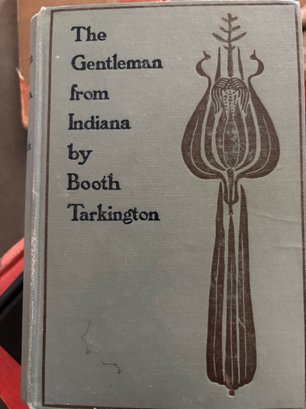 The
Gentleman
from
Indiana
by
Booth
Tarkington